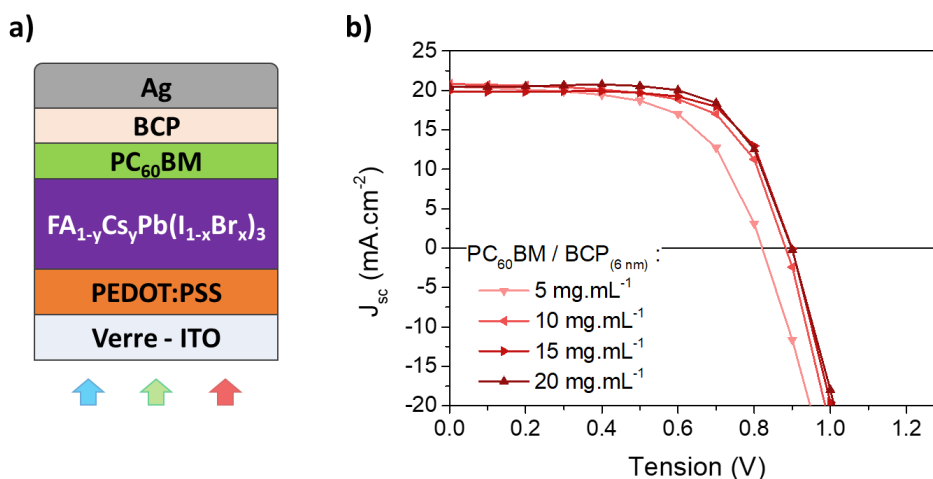 a)
Ag
BCP
PC₆₀BM
FA₁₋yCsyPb(I₁₋ₓBrₓ)₃
PEDOT:PSS
Verre - ITO
b)
25
20
15
10
5
0
-5
-10
-15
-20
J_sc (mA.cm⁻²)
PC₆₀BM / BCP₍₆ ₙₘ₎ :
5 mg.mL⁻¹
10 mg.mL⁻¹
15 mg.mL⁻¹
20 mg.mL⁻¹
0.0 0.2 0.4 0.6 0.8 1.0 1.2
Tension (V)